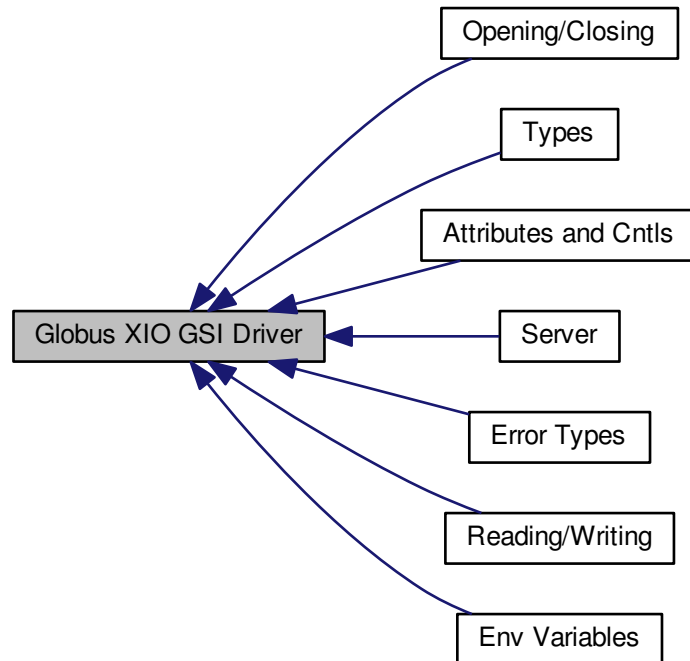 Opening/Closing
Types
Attributes and Cntls
Globus XIO GSI Driver
Server
Error Types
Reading/Writing
Env Variables